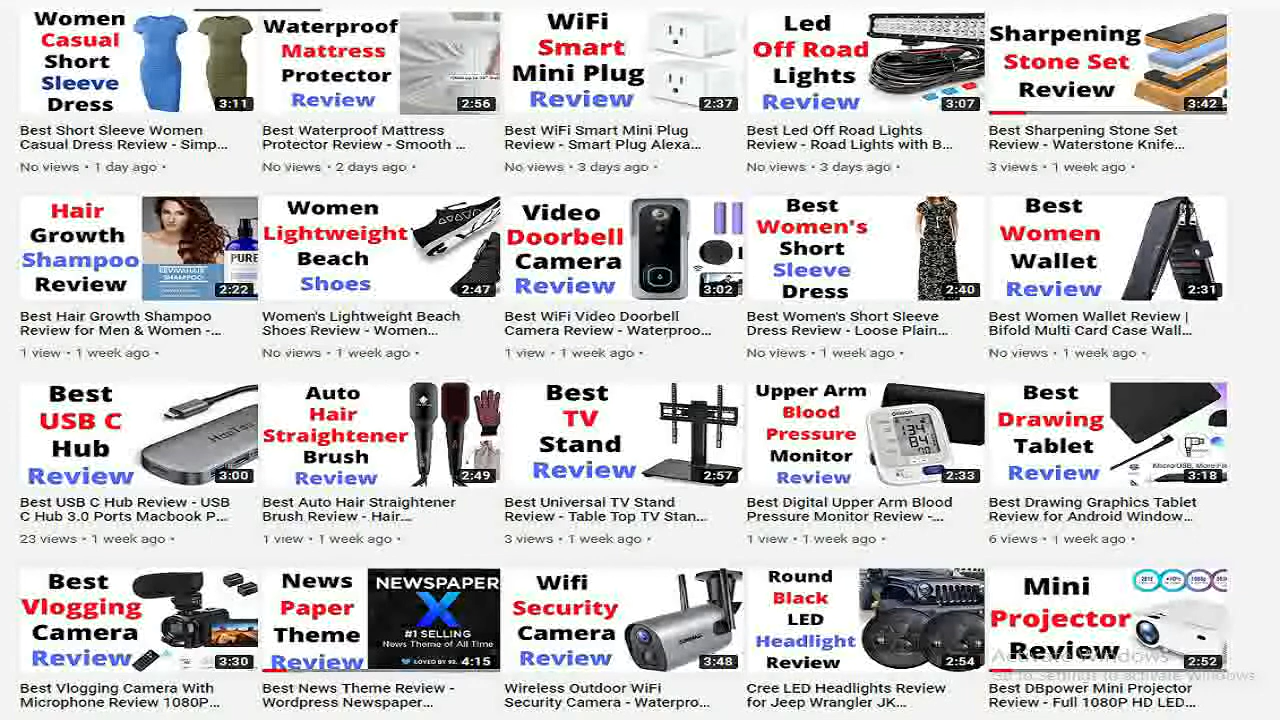 Women
Casual
Short
Sleeve
Dress
3:11
Waterproof
Mattress
Protector
Review
2:56
WiFi
Smart
Mini Plug
Review
2:37
Led
Off Road
Lights
Review
3:07
Sharpening
Stone Set
Review
3:42
Best Short Sleeve Women
Casual Dress Review - Simp...
No views • 1 day ago •
Best Waterproof Mattress
Protector Review - Smooth ...
No views • 2 days ago •
Best WiFi Smart Mini Plug
Review - Smart Plug Alexa...
No views • 3 days ago •
Best Led Off Road Lights
Review - Road Lights with B...
No views • 3 days ago •
Best Sharpening Stone Set
Review - Waterstone Knife...
3 views • 1 week ago •
Hair
Growth
Shampoo
Review
PURE
SHAMPOO
2:22
Women
Lightweight
Beach
Shoes
2:47
Video
Doorbell
Camera
Review
3:02
Best
Women's
Short
Sleeve
Dress
2:40
Best
Women
Wallet
Review
2:31
Best Hair Growth Shampoo
Review for Men & Women -...
1 view • 1 week ago •
Women's Lightweight Beach
Shoes Review - Women...
No views • 1 week ago •
Best WiFi Video Doorbell
Camera Review - Waterproo...
1 view • 1 week ago •
Best Women's Short Sleeve
Dress Review - Loose Plain...
No views • 1 week ago •
Best Women Wallet Review |
Bifold Multi Card Case Wall...
No views • 1 week ago •
Best
USB C
Hub
Review
3:00
Auto
Hair
Straightener
Brush
Review
2:49
Best
TV
Stand
Review
2:57
Upper Arm
Blood
Pressure
Monitor
Review
2:33
Best
Drawing
Tablet
Review
3:18
Best USB C Hub Review - USB
C Hub 3.0 Ports Macbook P...
23 views • 1 week ago •
Best Auto Hair Straightener
Brush Review - Hair...
1 view • 1 week ago •
Best Universal TV Stand
Review - Table Top TV Stan...
3 views • 1 week ago •
Best Digital Upper Arm Blood
Pressure Monitor Review -...
1 view • 1 week ago •
Best Drawing Graphics Tablet
Review for Android Window...
6 views • 1 week ago •
Best
Vlogging
Camera
Review
3:30
News
Paper
Theme
Review
NEWSPAPER
X
#1 SELLING
News Theme of All Time
LOVED BY 92,
4:15
Wifi
Security
Camera
Review
3:48
Round
Black
LED
Headlight
Review
2:54
Mini
Projector
Review
2:52
Activate Windows
Go to Settings to activate Windows.
Best Vlogging Camera With
Microphone Review 1080P...
Best News Theme Review -
Wordpress Newspaper...
Wireless Outdoor WiFi
Security Camera - Waterpro...
Cree LED Headlights Review
for Jeep Wrangler JK...
Best DBpower Mini Projector
Review - Full 1080P HD LED...